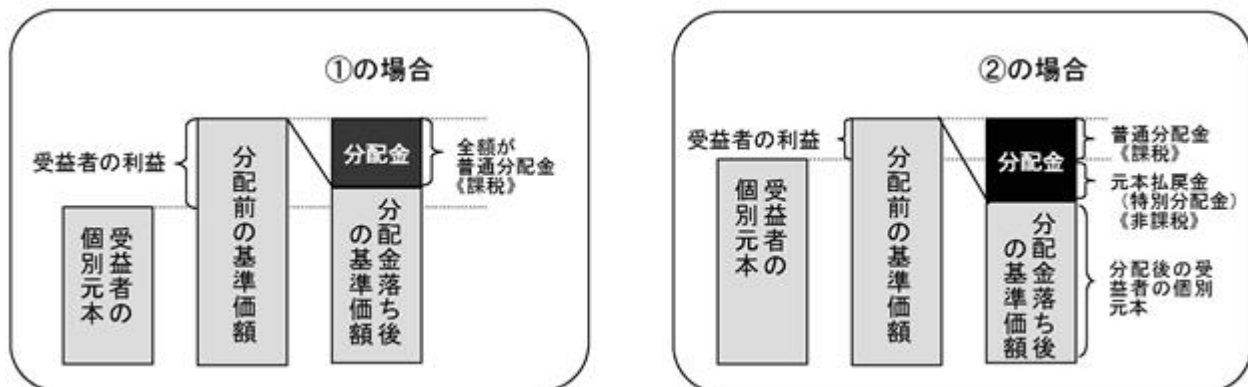 ①の場合
受益者の利益
受益者の
個別元本
分配前の基準価額
分配金
分配金落ち後
の基準価額
全額が
普通分配金
《課税》
②の場合
受益者の利益
受益者の
個別元本
分配前の基準価額
分配金
分配金落ち後
の基準価額
普通分配金
《課税》
元本払戻金
(特別分配金)
《非課税》
分配後の受
益者の個別
元本